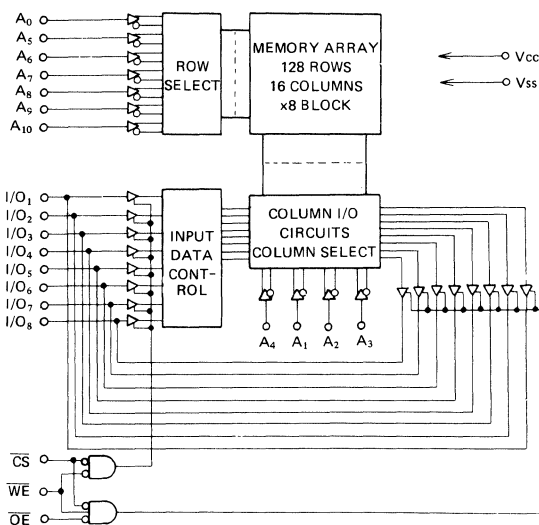 A0
A5
A6
A7
A8
A9
A10
ROW
SELECT
MEMORY ARRAY
128 ROWS
16 COLUMNS
x8 BLOCK
Vcc
Vss
I/O1
I/O2
I/O3
I/O4
I/O5
I/O6
I/O7
I/O8
INPUT
DATA
CONT-
ROL
COLUMN I/O
CIRCUITS
COLUMN SELECT
A4 A1 A2 A3
CS
WE
OE